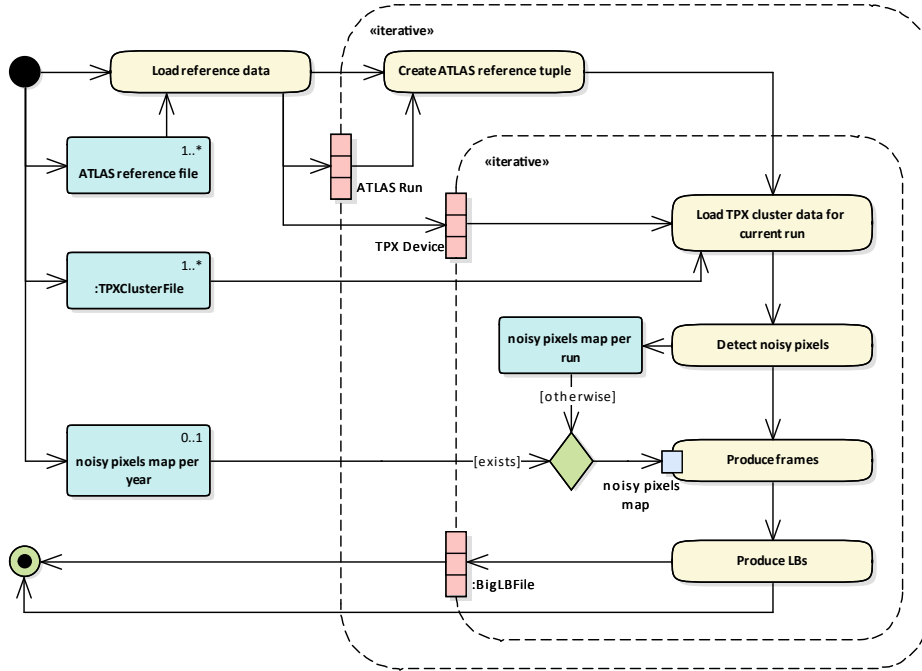 «iterative»
Load reference data
Create ATLAS reference tuple
1..*
ATLAS reference file
«iterative»
ATLAS Run
TPX Device
Load TPX cluster data for
current run
1..*
:TPXClusterFile
noisy pixels map per
run
Detect noisy pixels
[otherwise]
0..1
noisy pixels map per
year
[exists]
Produce frames
noisy pixels
map
Produce LBs
:BigLBFile